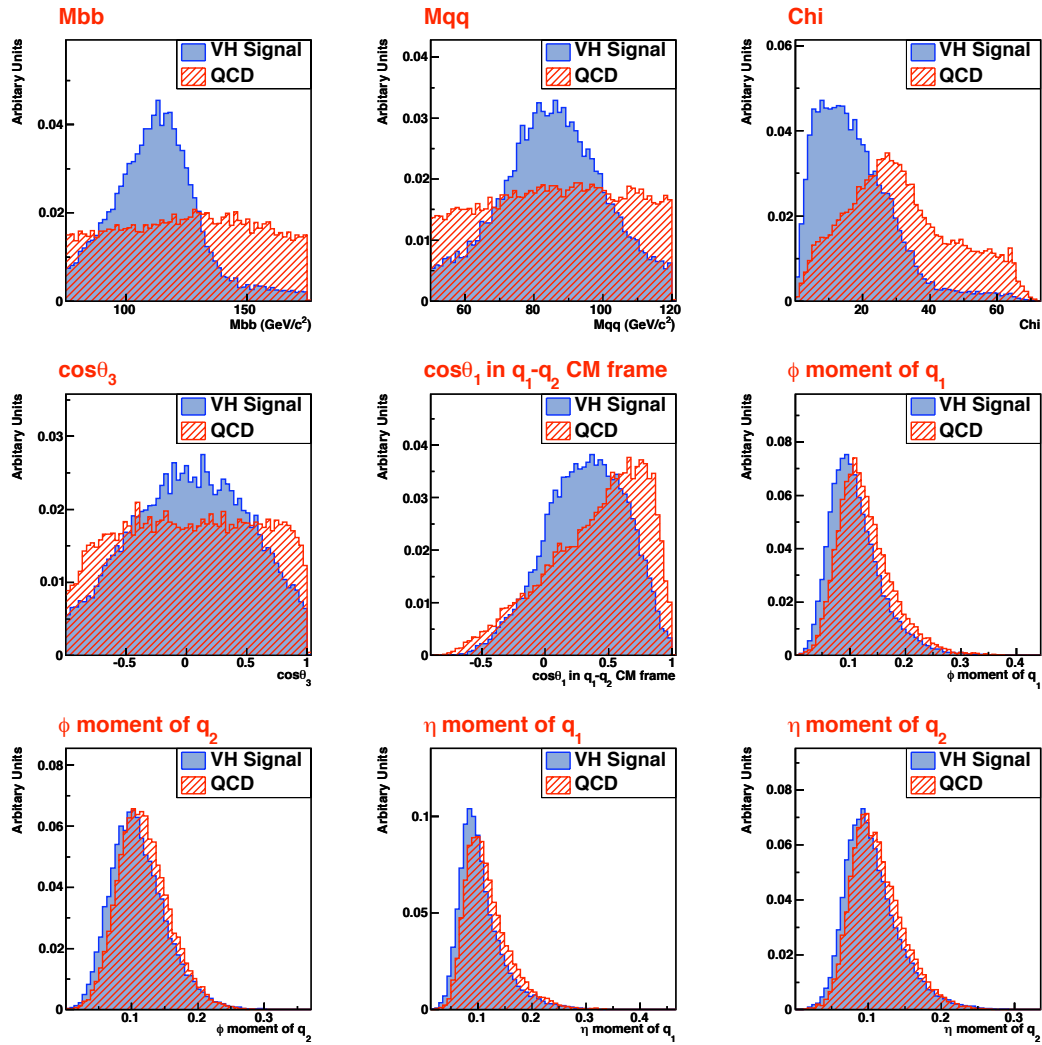 Mbb
Arbitary Units
VH Signal
QCD
0.04
0.02
0
100
150
Mbb (GeV/c²)
Mqq
Arbitary Units
VH Signal
QCD
0.04
0.03
0.02
0.01
0
60
80
100
120
Mqq (GeV/c²)
Chi
Arbitary Units
VH Signal
QCD
0.06
0.04
0.02
0
0
20
40
60
Chi
cosθ₃
Arbitary Units
VH Signal
QCD
0.03
0.02
0.01
0
-0.5
0
0.5
1
cosθ₃
cosθ₁ in q₁-q₂ CM frame
Arbitary Units
VH Signal
QCD
0.04
0.03
0.02
0.01
0
-0.5
0
0.5
1
cosθ₁ in q₁-q₂ CM frame
ϕ moment of q₁
Arbitary Units
VH Signal
QCD
0.08
0.06
0.04
0.02
0
0.1
0.2
0.3
0.4
ϕ moment of q₁
ϕ moment of q₂
Arbitary Units
VH Signal
QCD
0.08
0.06
0.04
0.02
0
0.1
0.2
0.3
ϕ moment of q₂
η moment of q₁
Arbitary Units
VH Signal
QCD
0.1
0.05
0
0.1
0.2
0.3
0.4
η moment of q₁
η moment of q₂
Arbitary Units
VH Signal
QCD
0.08
0.06
0.04
0.02
0
0
0.1
0.2
0.3
η moment of q₂